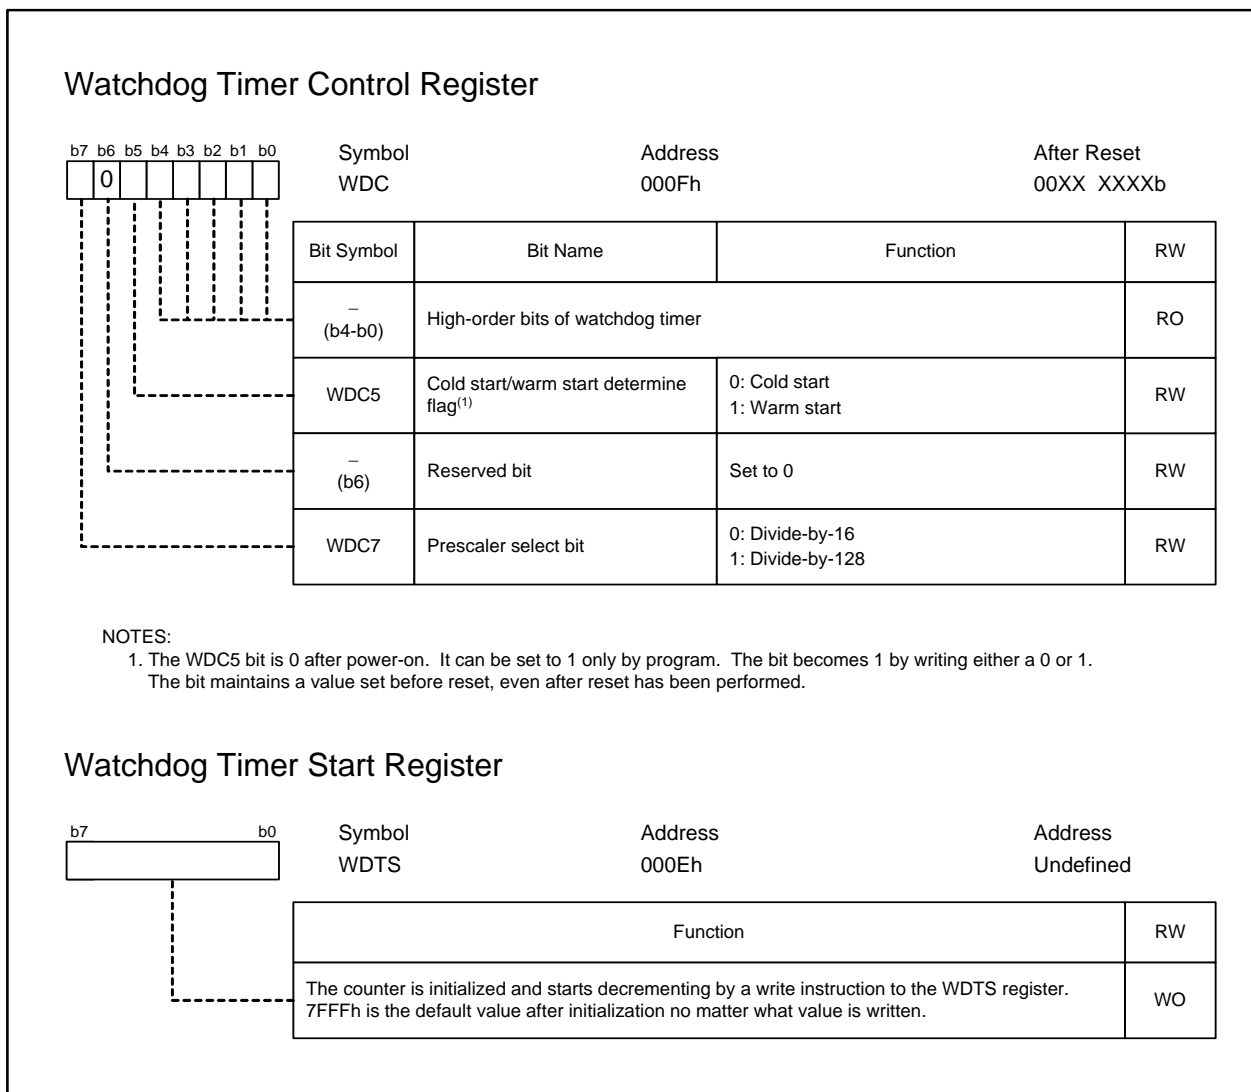 Watchdog Timer Control Register
b7 b6 b5 b4 b3 b2 b1 b0
Symbol Address After Reset
0
WDC 000Fh 00XX XXXXb
Bit Symbol Bit Name Function RW
–
(b4-b0) High-order bits of watchdog timer RO
WDC5 Cold start/warm start determine
flag(1) 0: Cold start
1: Warm start RW
–
(b6) Reserved bit Set to 0 RW
WDC7 Prescaler select bit 0: Divide-by-16
1: Divide-by-128 RW
NOTES:
1. The WDC5 bit is 0 after power-on. It can be set to 1 only by program. The bit becomes 1 by writing either a 0 or 1.
The bit maintains a value set before reset, even after reset has been performed.
Watchdog Timer Start Register
b7 b0
Symbol Address Address
WDTS 000Eh Undefined
Function RW
The counter is initialized and starts decrementing by a write instruction to the WDTS register.
7FFFh is the default value after initialization no matter what value is written.
WO